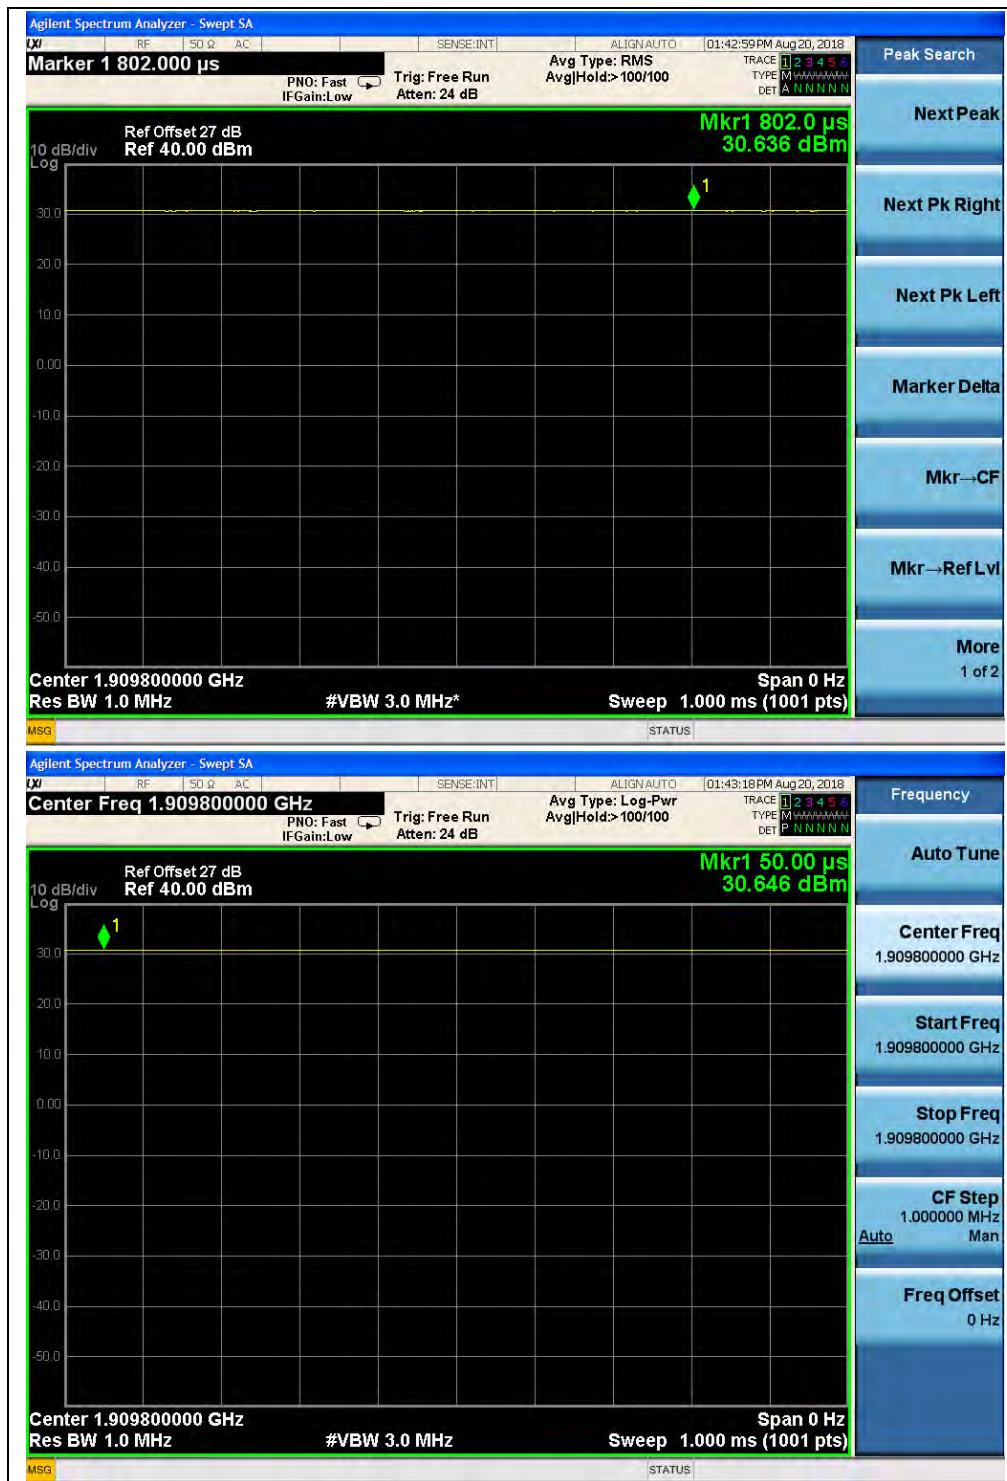 Agilent Spectrum Analyzer - Swept SA
LXI RF 50 Ω AC SENSE:INT ALIGN AUTO 01:42:59 PM Aug 20, 2018
Marker 1 802.000 µs
PNO: Fast
IFGain:Low
Trig: Free Run
Atten: 24 dB
Avg Type: RMS
Avg|Hold:>100/100
TRACE 1 2 3 4 5 6
TYPE M
DET A N N N N N
Peak Search
Next Peak
Next Pk Right
Next Pk Left
Marker Delta
Mkr→CF
Mkr→Ref Lvl
More
1 of 2
Mkr1 802.0 µs
30.636 dBm
Ref Offset 27 dB
10 dB/div Ref 40.00 dBm
Log
1
30.0
20.0
10.0
0.00
-10.0
-20.0
-30.0
-40.0
-50.0
Center 1.909800000 GHz Span 0 Hz
Res BW 1.0 MHz #VBW 3.0 MHz* Sweep 1.000 ms (1001 pts)
MSG STATUS
Agilent Spectrum Analyzer - Swept SA
LXI RF 50 Ω AC SENSE:INT ALIGN AUTO 01:43:18 PM Aug 20, 2018
Center Freq 1.909800000 GHz
PNO: Fast
IFGain:Low
Trig: Free Run
Atten: 24 dB
Avg Type: Log-Pwr
Avg|Hold:>100/100
TRACE 1 2 3 4 5 6
TYPE M
DET P N N N N N
Frequency
Auto Tune
Center Freq
1.909800000 GHz
Start Freq
1.909800000 GHz
Stop Freq
1.909800000 GHz
CF Step
1.000000 MHz
Auto Man
Freq Offset
0 Hz
Mkr1 50.00 µs
30.646 dBm
Ref Offset 27 dB
10 dB/div Ref 40.00 dBm
Log
1
30.0
20.0
10.0
0.00
-10.0
-20.0
-30.0
-40.0
-50.0
Center 1.909800000 GHz Span 0 Hz
Res BW 1.0 MHz #VBW 3.0 MHz Sweep 1.000 ms (1001 pts)
MSG STATUS